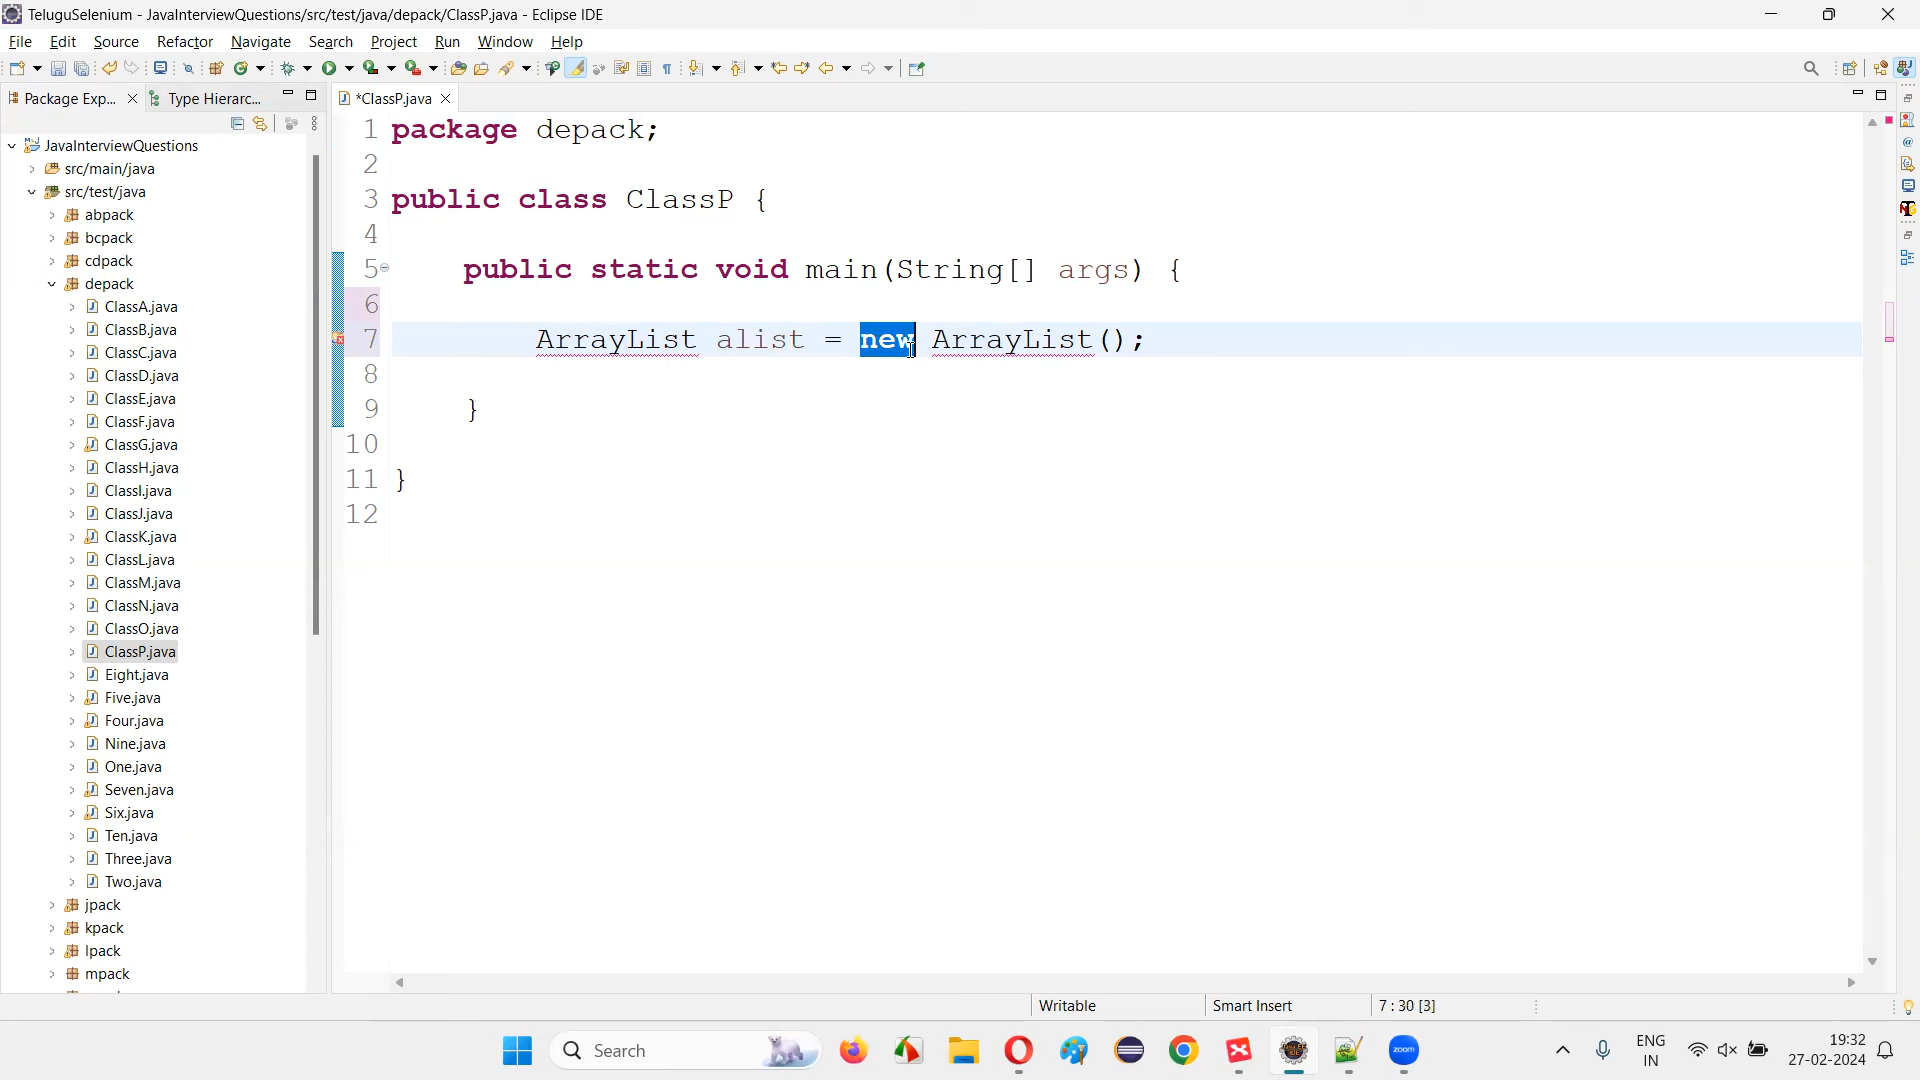 TeluguSelenium - JavaInterviewQuestions/src/test/java/depack/ClassP.java - Eclipse IDE
File Edit Source Refactor Navigate Search Project Run Window Help
Package Exp... Type Hierarc... *ClassP.java
JavaInterviewQuestions
src/main/java
src/test/java
abpack
bcpack
cdpack
depack
ClassA.java
ClassB.java
ClassC.java
ClassD.java
ClassE.java
ClassF.java
ClassG.java
ClassH.java
ClassI.java
ClassJ.java
ClassK.java
ClassL.java
ClassM.java
ClassN.java
ClassO.java
ClassP.java
Eight.java
Five.java
Four.java
Nine.java
One.java
Seven.java
Six.java
Ten.java
Three.java
Two.java
jpack
kpack
lpack
mpack
1 package depack;
2
3 public class ClassP {
4
5 public static void main(String[] args) {
6
7 ArrayList alist = new ArrayList();
8
9 }
10
11 }
12
Writable Smart Insert 7 : 30 [3]
Search
zoom
ENG
IN
19:32
27-02-2024